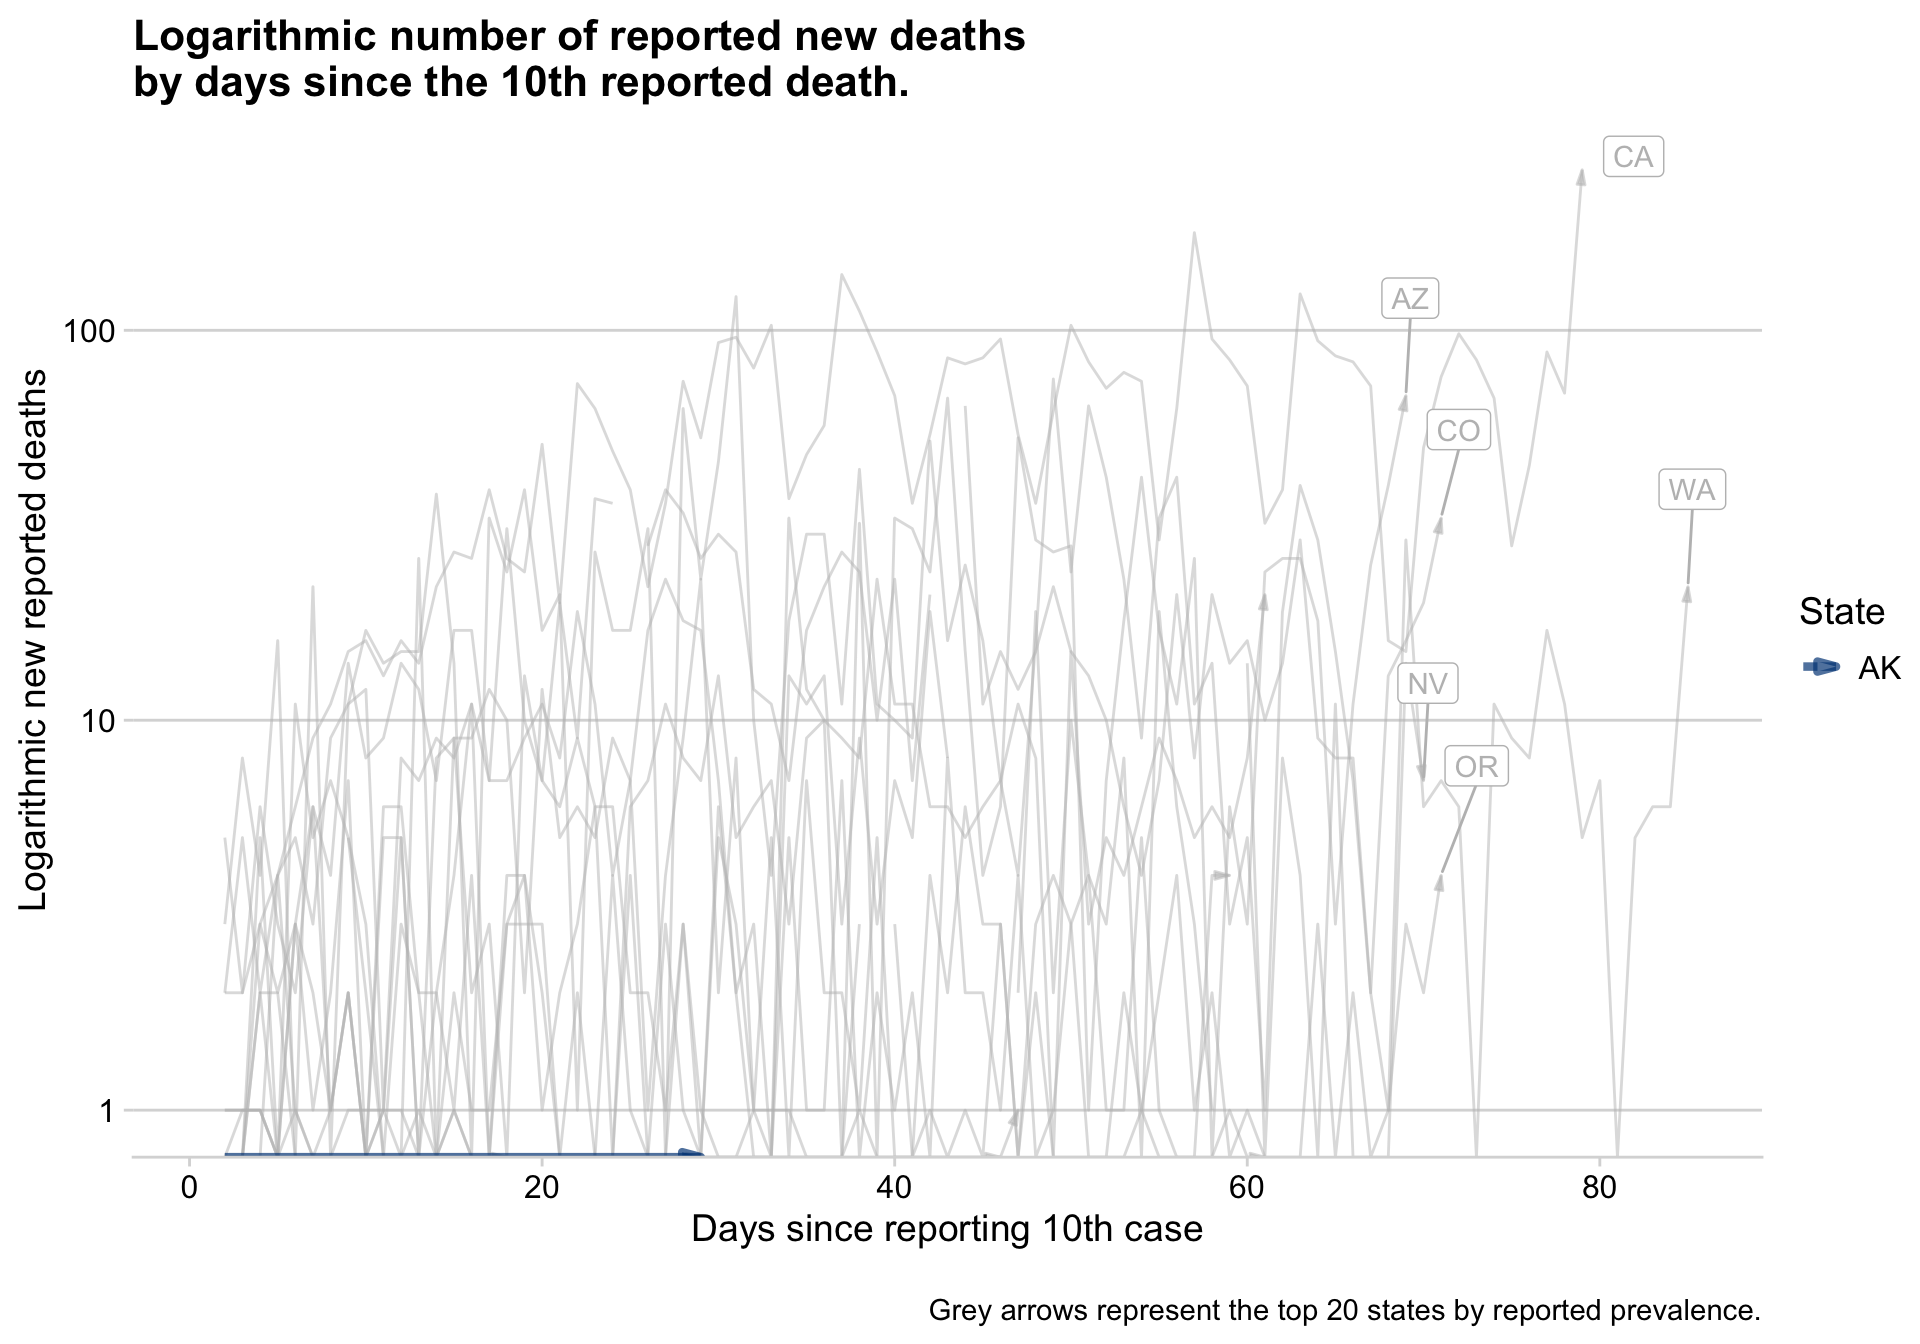 Logarithmic number of reported new deaths
by days since the 10th reported death.
CA
AZ
100
CO
WA
Logarithmic new reported deaths
State
AK
NV
10
OR
1
0 20 40 60 80
Days since reporting 10th case
Grey arrows represent the top 20 states by reported prevalence.